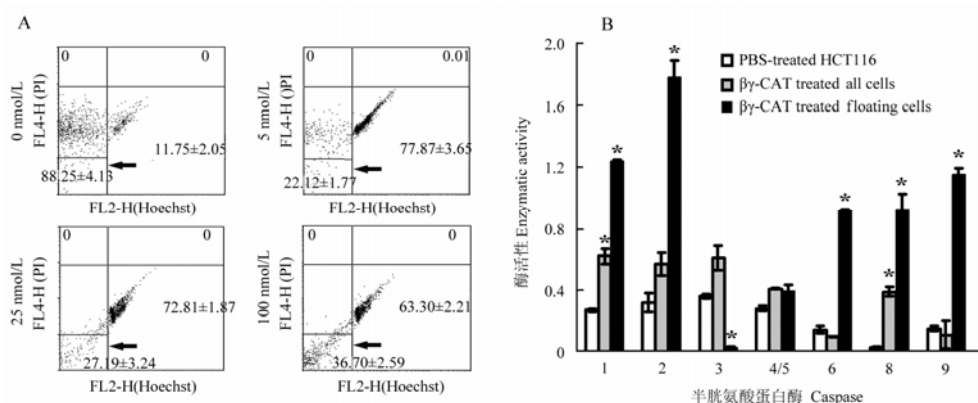 A
0
0
0 nmol/L
FL4-H (PI)
11.75±2.05
88.25±4.13
FL2-H(Hoechst)
0
0.01
5 nmol/L
FL4-H ()PI)
77.87±3.65
22.12±1.77
FL2-H(Hoechst)
0
0
25 nmol/L
FL4-H (PI)
72.81±1.87
27.19±3.24
FL2-H(Hoechst)
0
0
100 nmol/L
FL4-H (PI)
63.30±2.21
36.70±2.59
FL2-H(Hoechst)
B
2.0
1.6
1.2
0.8
0.4
0
酶活性 Enzymatic activity
PBS-treated HCT116
βγ-CAT treated all cells
βγ-CAT treated floating cells
* * * * * * * *
1 2 3 4/5 6 8 9
半胱氨酸蛋白酶 Caspase